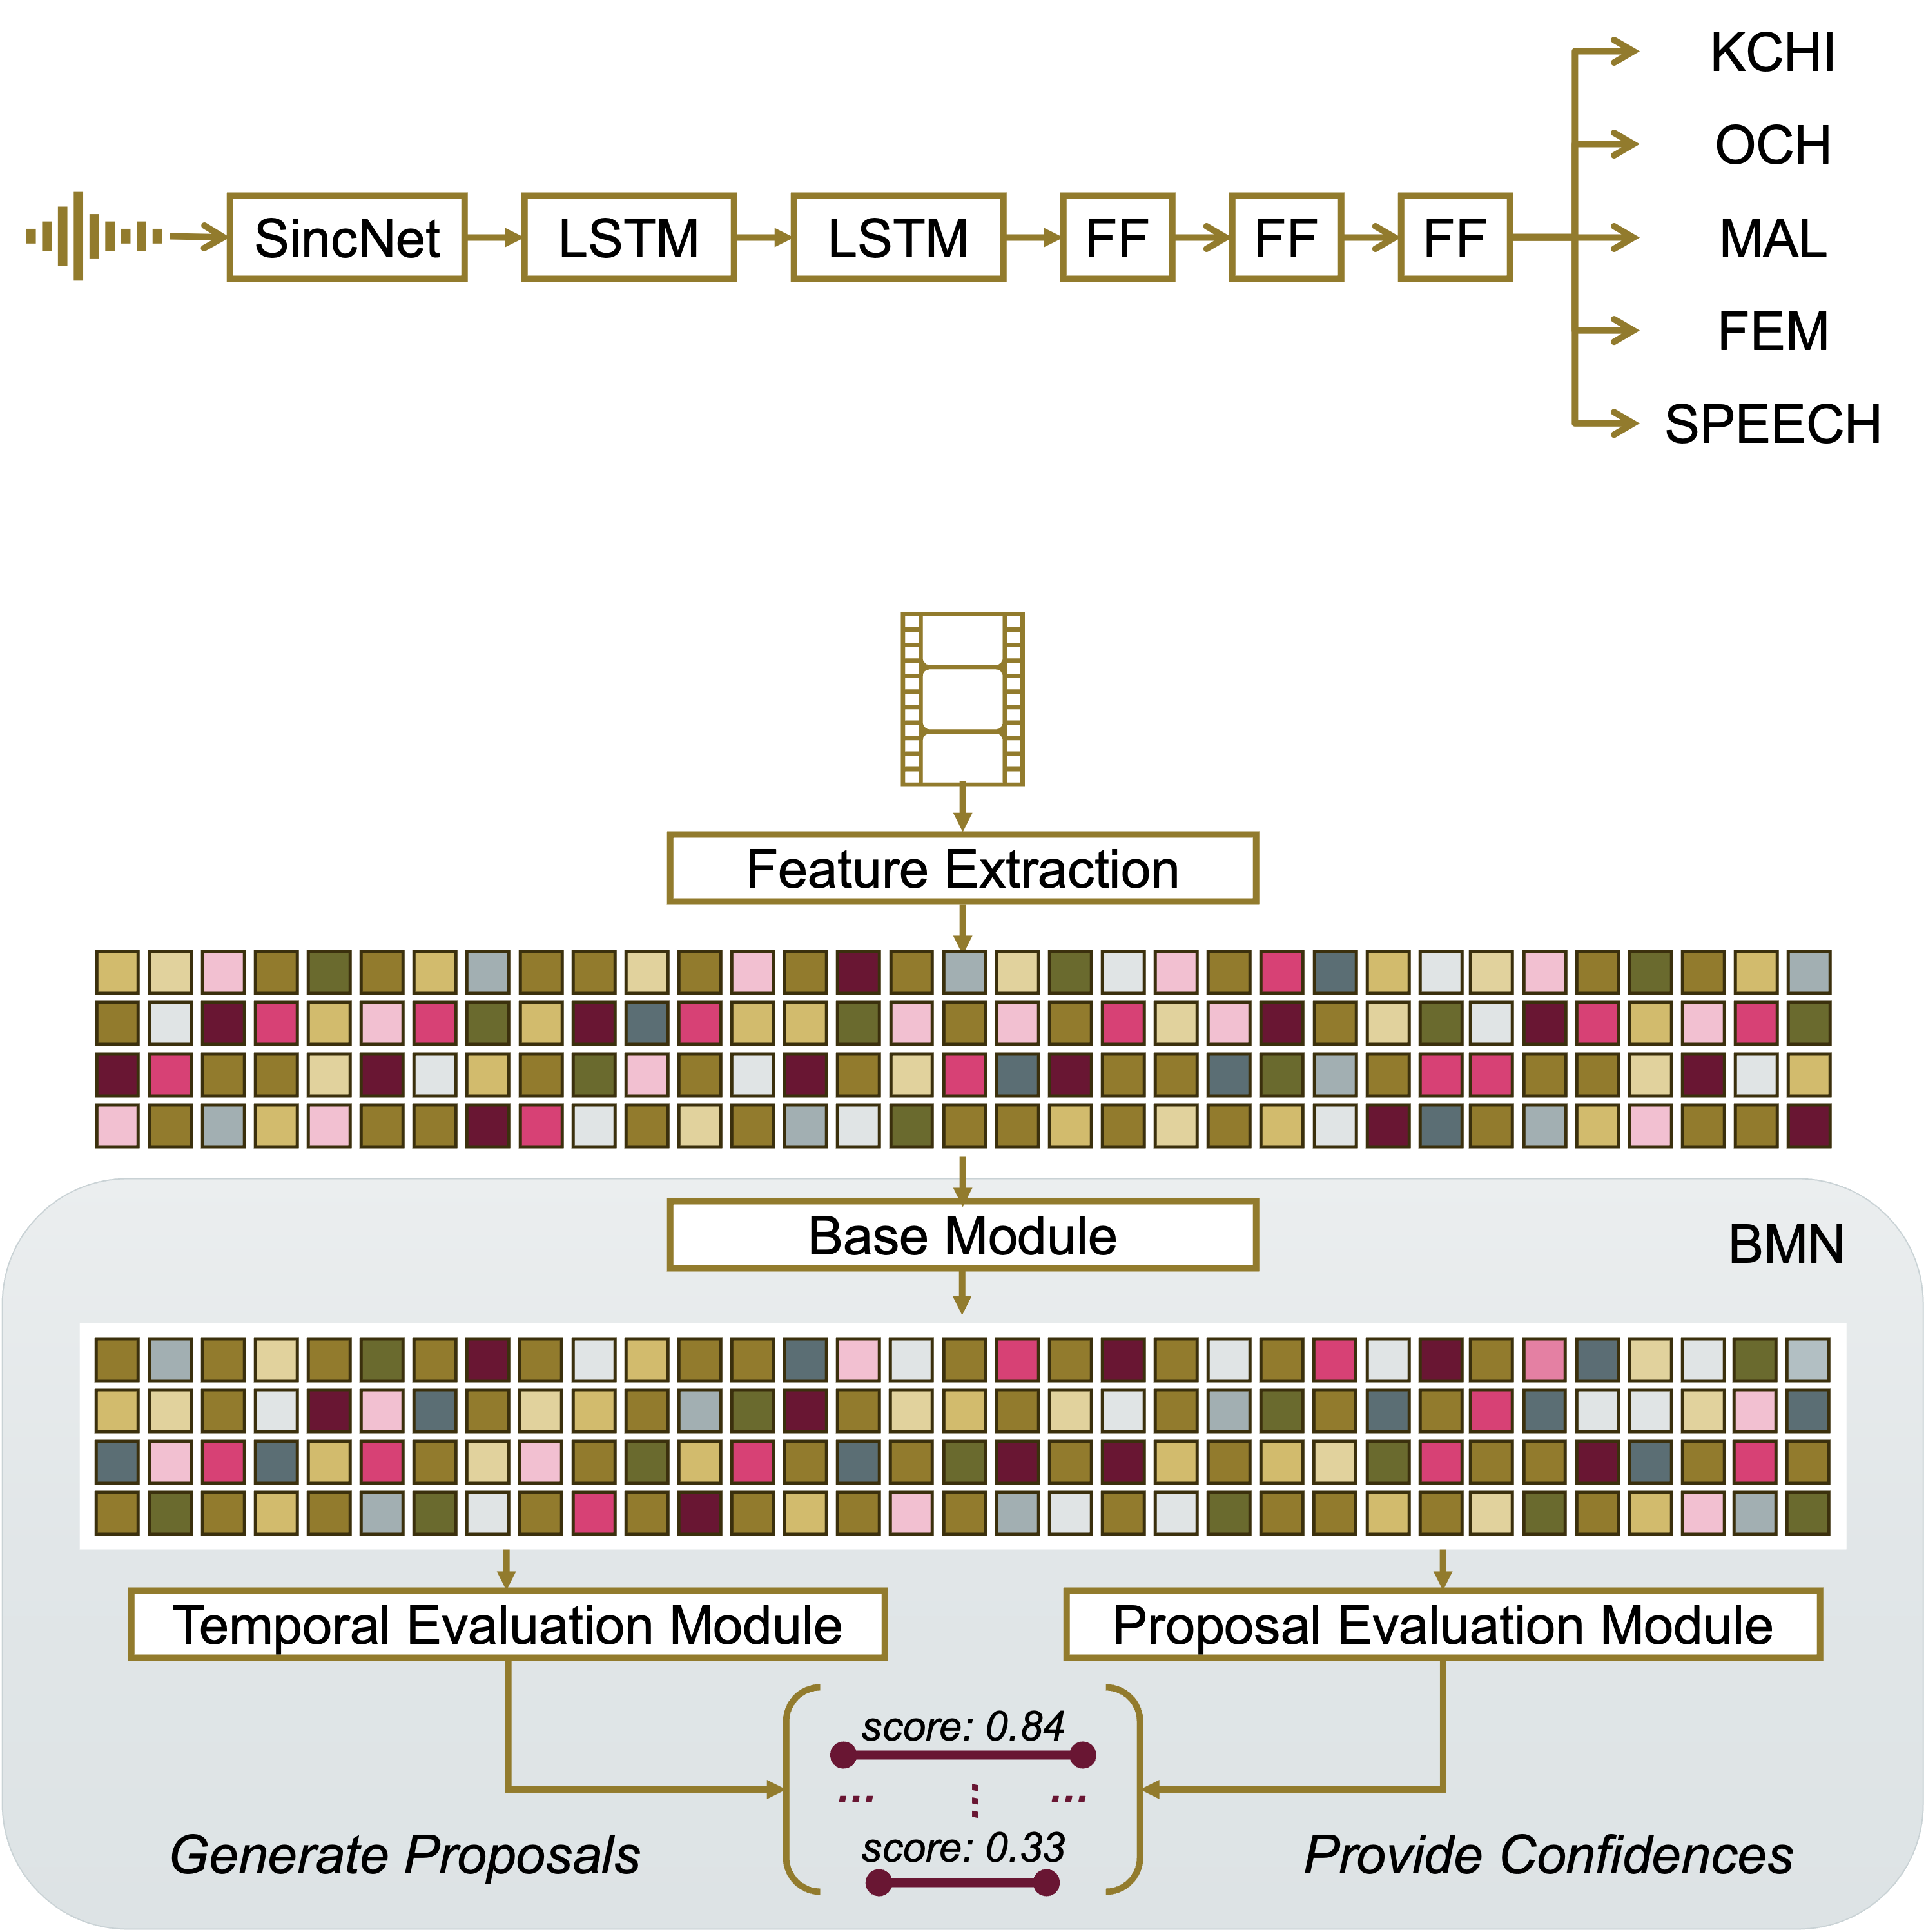 KCHI
OCH
SincNet LSTM LSTM FF FF FF MAL
FEM
SPEECH
Feature Extraction
Base Module
BMN
Temporal Evaluation Module Proposal Evaluation Module
score: 0.84
... ... ...
score: 0.33
Generate Proposals Provide Confidences